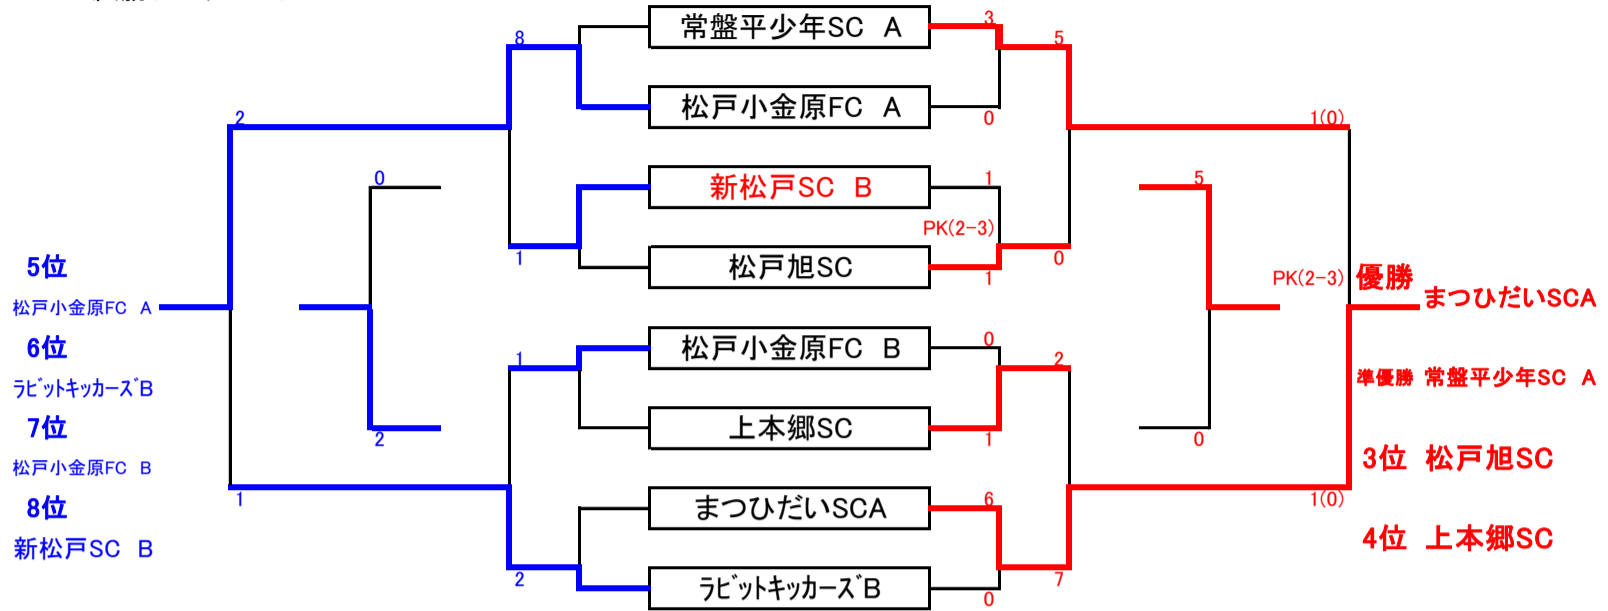 常盤平少年SC A
3
8
5
松戸小金原FC A
2
0
1(0)
0
新松戸SC B
1
5
PK(2-3)
1
松戸旭SC
0
1
5位
PK(2-3)
優勝
松戸小金原FC A
まつひだいSCA
6位
松戸小金原FC B
0
1
2
ラビットキッカーズB
準優勝 常盤平少年SC A
7位
上本郷SC
2
1
0
松戸小金原FC B
3位 松戸旭SC
1
6
1(0)
8位
まつひだいSCA
新松戸SC B
4位 上本郷SC
2
ラビットキッカーズB
7
0